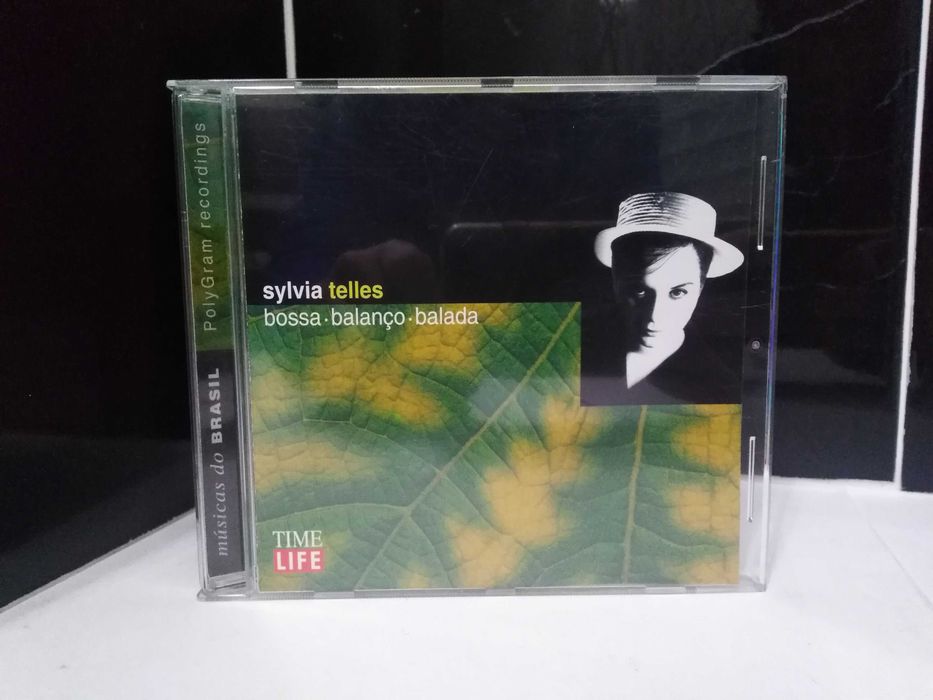 PolyGram recordings
músicas do BRASIL
sylvia telles
bossa·balanço·balada
TIME
LIFE